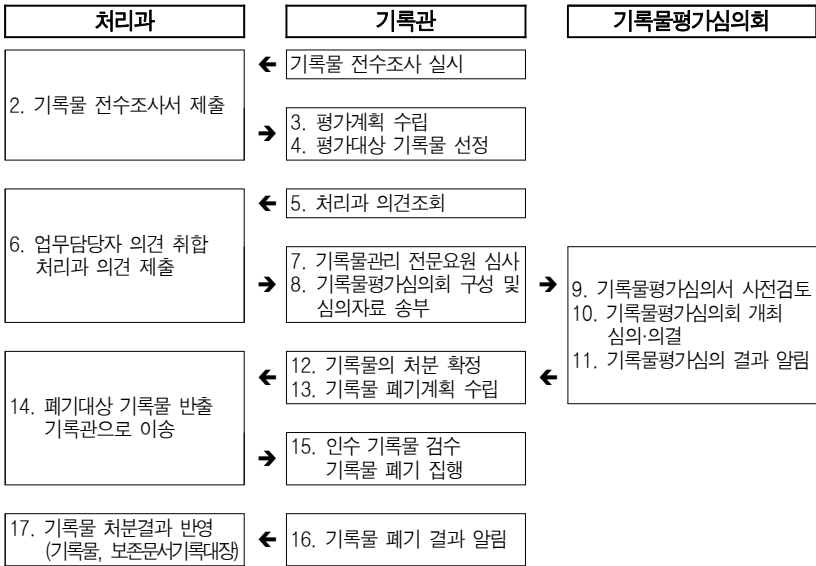 처리과
기록관
기록물평가심의회
기록물 전수조사 실시
2. 기록물 전수조사서 제출
3. 평가계획 수립
4. 평가대상 기록물 선정
5. 처리과 의견조회
6. 업무담당자 의견 취합
처리과 의견 제출
7. 기록물관리 전문요원 심사
8. 기록물평가심의회 구성 및
심의자료 송부
9. 기록물평가심의서 사전검토
10. 기록물평가심의회 개최
심의·의결
11. 기록물평가심의 결과 알림
12. 기록물의 처분 확정
13. 기록물 폐기계획 수립
14. 폐기대상 기록물 반출
기록관으로 이송
15. 인수 기록물 검수
기록물 폐기 집행
16. 기록물 폐기 결과 알림
17. 기록물 처분결과 반영
(기록물, 보존문서기록대장)